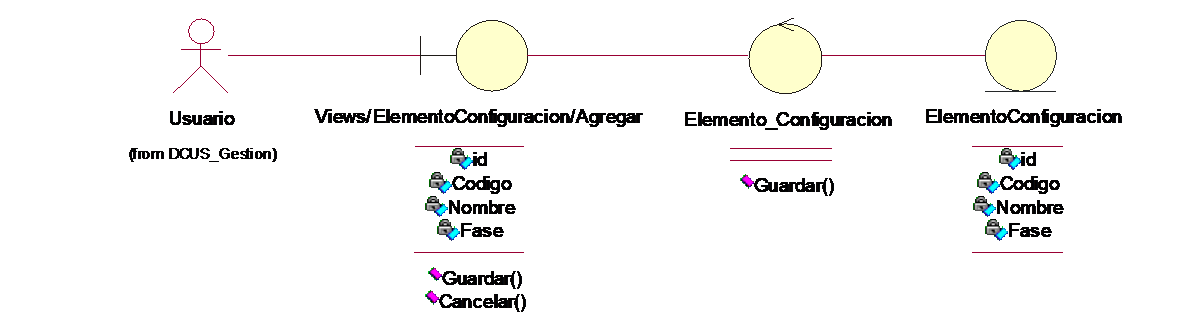 Usuario
(from DCUS_Gestion)
Views/ElementoConfiguracion/Agregar
id
Codigo
Nombre
Fase
Guardar()
Cancelar()
Elemento_Configuracion
Guardar()
ElementoConfiguracion
id
Codigo
Nombre
Fase